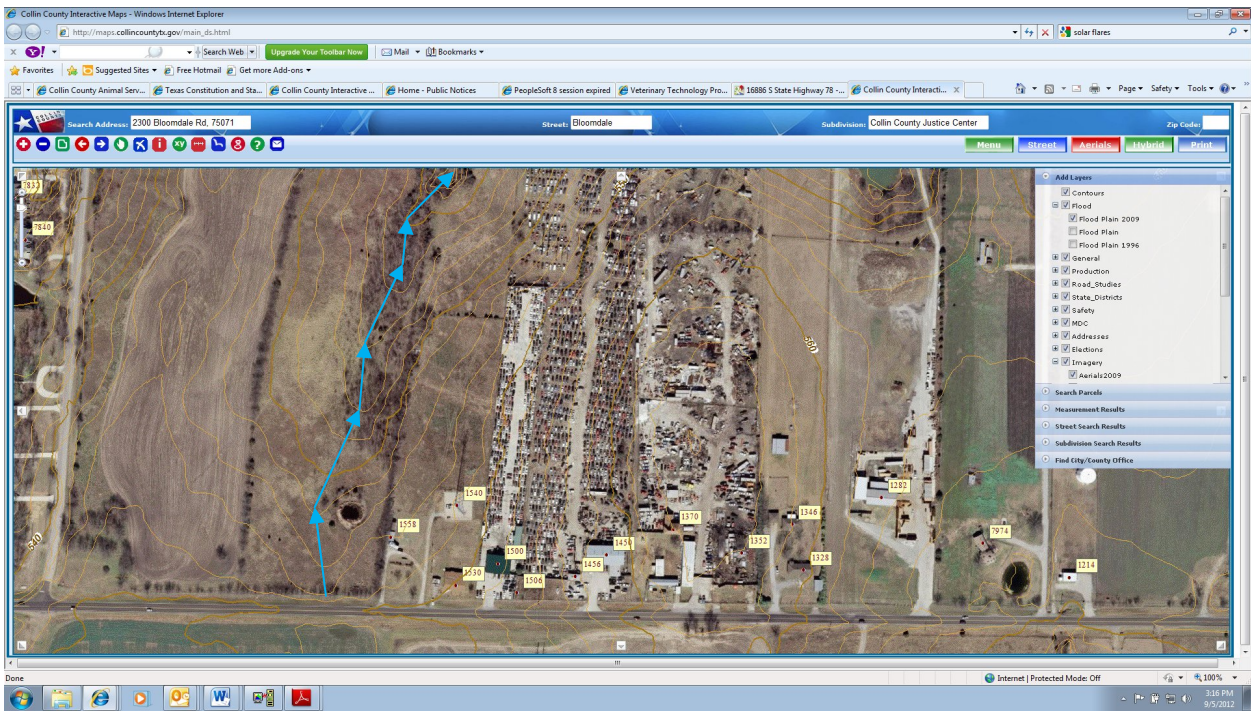 Collin County Interactive Maps - Windows Internet Explorer
http://maps.collincountytx.gov/main_ds.html
solar flares
Search Web
Upgrade Your Toolbar Now
Mail
Bookmarks
Favorites
Suggested Sites
Free Hotmail
Get more Add-ons
Collin County Animal Serv...
Texas Constitution and Sta...
Collin County Interactive ...
Home - Public Notices
PeopleSoft 8 session expired
Veterinary Technology Pro...
16886 S State Highway 78 -...
Collin County Interacti...
Page
Safety
Tools
Search Address: 2300 Bloomdale Rd, 75071
Street: Bloomdale
Subdivision: Collin County Justice Center
Zip Code:
xy
Menu
Street
Aerials
Hybrid
Print
7840
Add Layers
Contours
Flood
Flood Plain 2009
Flood Plain
Flood Plain 1996
General
Production
Road_Studies
State_Districts
Safety
MDC
Addresses
Elections
Imagery
Aerials2009
Search Parcels
Measurement Results
Street Search Results
Subdivision Search Results
Find City/County Office
550
540
1282
1540
1346
1370
1558
7974
1352
1450
1500
1328
1456
1214
1530
1506
Done
Internet | Protected Mode: Off
100%
3:16 PM
9/5/2012